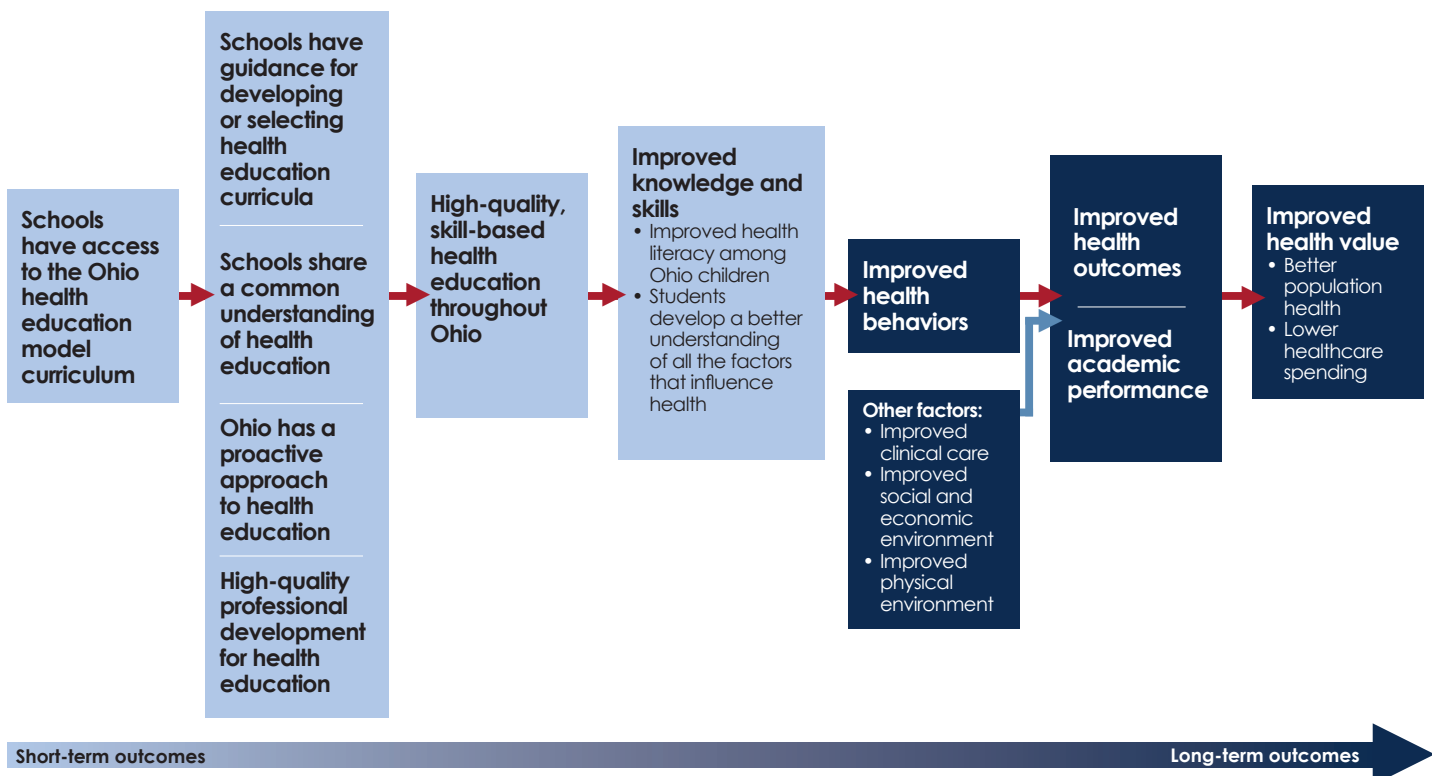 Schools
have access
to the Ohio
health
education
model
curriculum
Schools have
guidance for
developing
or selecting
health
education
curricula
Schools share
a common
understanding
of health
education
Ohio has a
proactive
approach
to health
education
High-quality
professional
development
for health
education
High-quality,
skill-based
health
education
throughout
Ohio
Improved
knowledge and
skills
• Improved health
literacy among
Ohio children
• Students
develop a better
understanding
of all the factors
that influence
health
Improved
health
behaviors
Other factors:
• Improved
clinical care
• Improved
social and
economic
environment
• Improved
physical
environment
Improved
health
outcomes
Improved
academic
performance
Improved
health value
• Better
population
health
• Lower
healthcare
spending
Short-term outcomes
Long-term outcomes